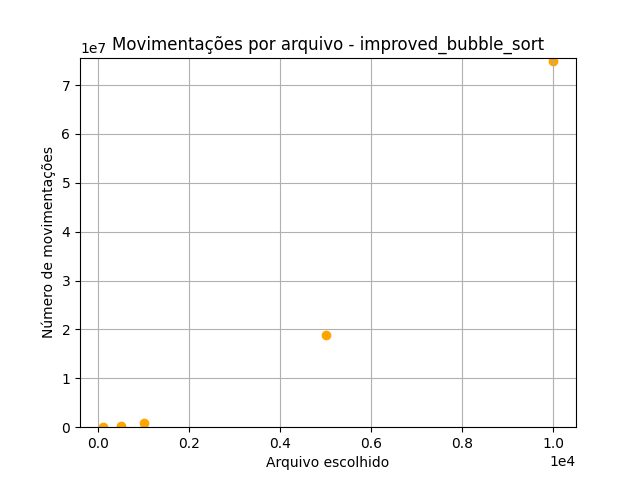 Movimentações por arquivo - improved_bubble_sort
1e7
7
6
5
4
3
2
1
0
Número de movimentações
0.0 0.2 0.4 0.6 0.8 1.0
1e4
Arquivo escolhido